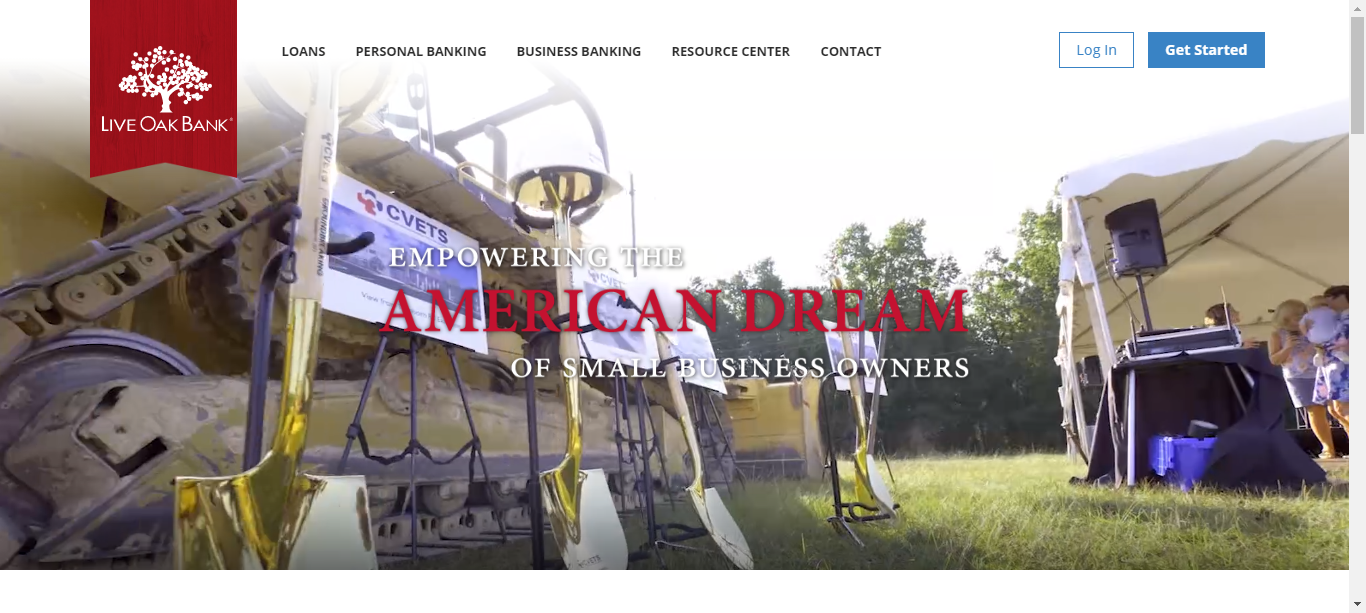 LIVE OAK BANK®
LOANS
PERSONAL BANKING
BUSINESS BANKING
RESOURCE CENTER
CONTACT
Log In
Get Started
CVETS
EMPOWERING THE
AMERICAN DREAM
OF SMALL BUSINESS OWNERS
CVETS